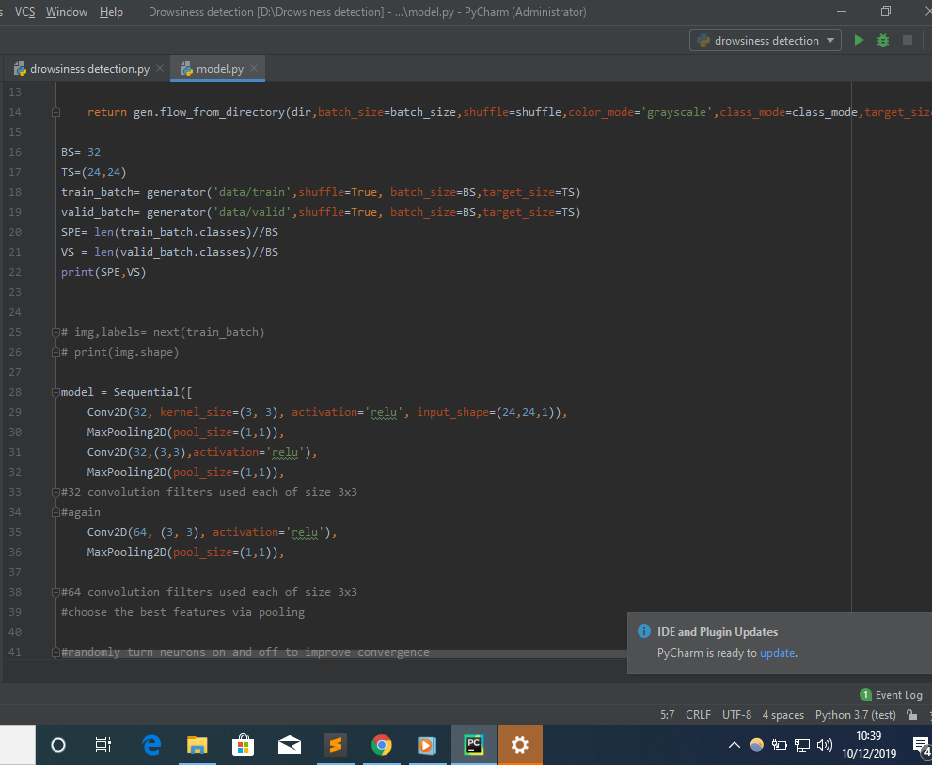 VCS Window Help Drowsiness detection [D:\Drowsiness detection] - ...\model.py - PyCharm (Administrator)
drowsiness detection
drowsiness detection.py model.py
13
14 return gen.flow_from_directory(dir,batch_size=batch_size,shuffle=shuffle,color_mode='grayscale',class_mode=class_mode,target_siz
15
16 BS= 32
17 TS=(24,24)
18 train_batch= generator('data/train',shuffle=True, batch_size=BS,target_size=TS)
19 valid_batch= generator('data/valid',shuffle=True, batch_size=BS,target_size=TS)
20 SPE= len(train_batch.classes)//BS
21 VS = len(valid_batch.classes)//BS
22 print(SPE,VS)
23
24
25 # img,labels= next(train_batch)
26 # print(img.shape)
27
28 model = Sequential([
29 Conv2D(32, kernel_size=(3, 3), activation='relu', input_shape=(24,24,1)),
30 MaxPooling2D(pool_size=(1,1)),
31 Conv2D(32,(3,3),activation='relu'),
32 MaxPooling2D(pool_size=(1,1)),
33 #32 convolution filters used each of size 3x3
34 #again
35 Conv2D(64, (3, 3), activation='relu'),
36 MaxPooling2D(pool_size=(1,1)),
37
38 #64 convolution filters used each of size 3x3
39 #choose the best features via pooling
40
41 #randomly turn neurons on and off to improve convergence
IDE and Plugin Updates
PyCharm is ready to update.
1 Event Log
5:7 CRLF UTF-8 4 spaces Python 3.7 (test)
PC
10:39
10/12/2019
4